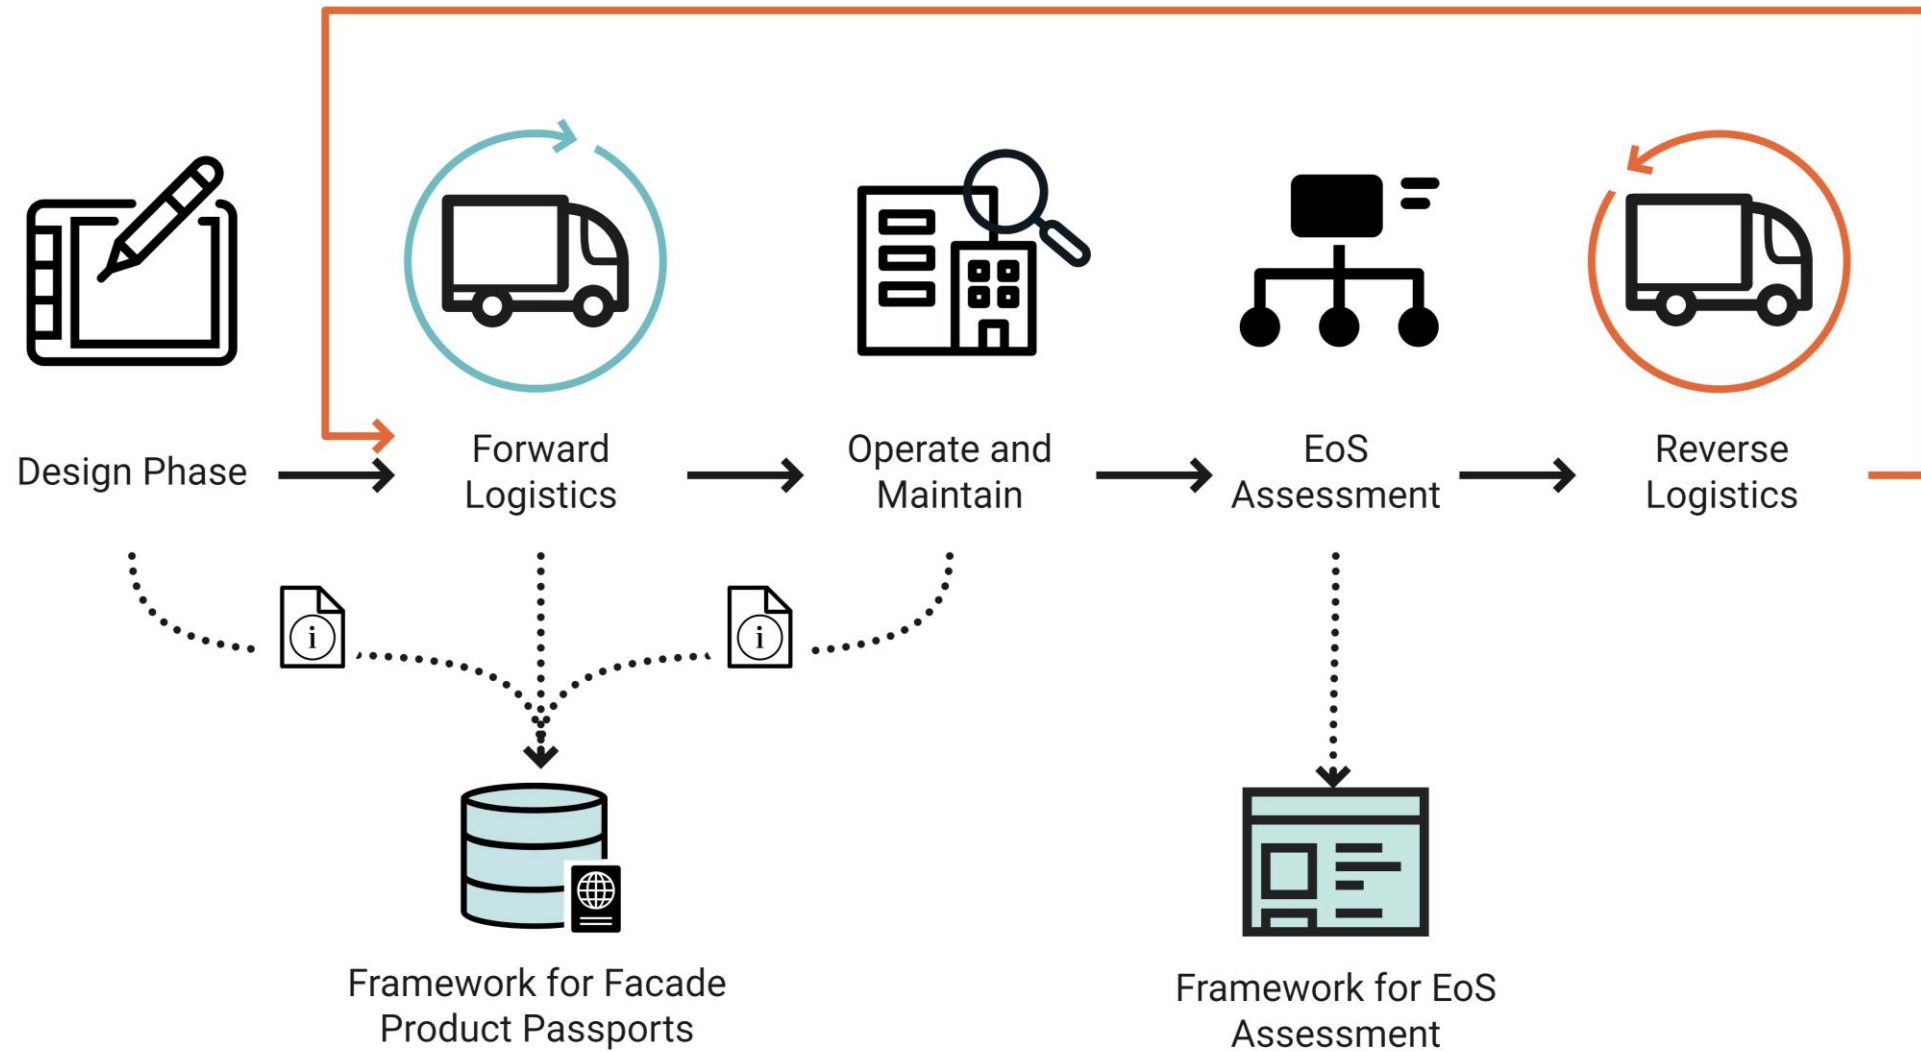 Design Phase
Forward
Logistics
Operate and
Maintain
EoS
Assessment
Reverse
Logistics
i
i
Framework for Facade
Product Passports
Framework for EoS
Assessment